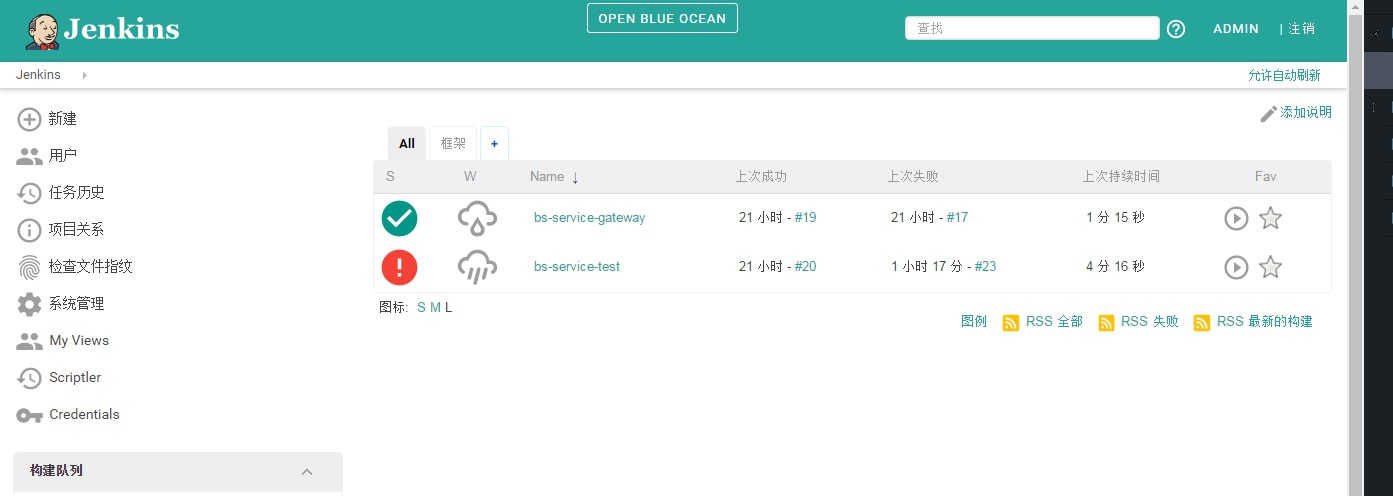 Jenkins
OPEN BLUE OCEAN
查找
ADMIN
| 注销
Jenkins
允许自动刷新
新建
用户
任务历史
项目关系
检查文件指纹
系统管理
My Views
Scriptler
Credentials
构建队列
添加说明
All 框架 +
S W Name ↓ 上次成功 上次失败 上次持续时间 Fav
bs-service-gateway 21 小时 - #19 21 小时 - #17 1 分 15 秒
bs-service-test 21 小时 - #20 1 小时 17 分 - #23 4 分 16 秒
图标: S M L
图例 RSS 全部 RSS 失败 RSS 最新的构建